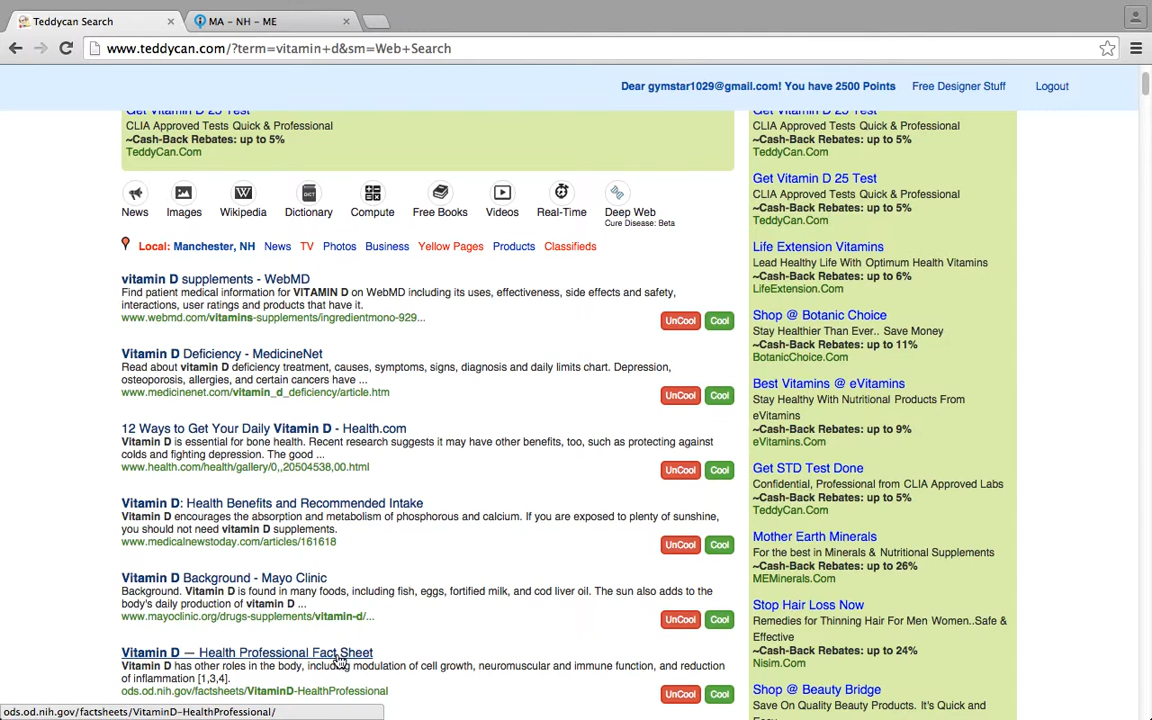 Teddycan Search
MA - NH - ME
www.teddycan.com/?term=vitamin+d&sm=Web+Search
Dear gymstar1029@gmail.com! You have 2500 Points Free Designer Stuff Logout
Get Vitamin D 25 Test
CLIA Approved Tests Quick & Professional
~Cash-Back Rebates: up to 5%
TeddyCan.Com
News Images Wikipedia Dictionary Compute Free Books Videos Real-Time Deep Web
Cure Disease: Beta
Local: Manchester, NH News TV Photos Business Yellow Pages Products Classifieds
vitamin D supplements - WebMD
Find patient medical information for VITAMIN D on WebMD including its uses, effectiveness, side effects and safety,
interactions, user ratings and products that have it.
www.webmd.com/vitamins-supplements/ingredientmono-929...
UnCool Cool
Vitamin D Deficiency - MedicineNet
Read about vitamin D deficiency treatment, causes, symptoms, signs, diagnosis and daily limits chart. Depression,
osteoporosis, allergies, and certain cancers have ...
www.medicinenet.com/vitamin_d_deficiency/article.htm
UnCool Cool
12 Ways to Get Your Daily Vitamin D - Health.com
Vitamin D is essential for bone health. Recent research suggests it may have other benefits, too, such as protecting against
colds and fighting depression. The good ...
www.health.com/health/gallery/0,,20504538,00.html
UnCool Cool
Vitamin D: Health Benefits and Recommended Intake
Vitamin D encourages the absorption and metabolism of phosphorous and calcium. If you are exposed to plenty of sunshine,
you should not need vitamin D supplements.
www.medicalnewstoday.com/articles/161618
UnCool Cool
Vitamin D Background - Mayo Clinic
Background. Vitamin D is found in many foods, including fish, eggs, fortified milk, and cod liver oil. The sun also adds to the
body's daily production of vitamin D ...
www.mayoclinic.org/drugs-supplements/vitamin-d/...
UnCool Cool
Vitamin D — Health Professional Fact Sheet
Vitamin D has other roles in the body, including modulation of cell growth, neuromuscular and immune function, and reduction
of inflammation [1,3,4].
ods.od.nih.gov/factsheets/VitaminD-HealthProfessional
UnCool Cool
ods.od.nih.gov/factsheets/VitaminD-HealthProfessional/
Get Vitamin D 25 Test
CLIA Approved Tests Quick & Professional
~Cash-Back Rebates: up to 5%
TeddyCan.Com
Get Vitamin D 25 Test
CLIA Approved Tests Quick & Professional
~Cash-Back Rebates: up to 5%
TeddyCan.Com
Life Extension Vitamins
Lead Healthy Life With Optimum Health Vitamins
~Cash-Back Rebates: up to 6%
LifeExtension.Com
Shop @ Botanic Choice
Stay Healthier Than Ever.. Save Money
~Cash-Back Rebates: up to 11%
BotanicChoice.Com
Best Vitamins @ eVitamins
Stay Healthy With Nutritional Products From
eVitamins
~Cash-Back Rebates: up to 9%
eVitamins.Com
Get STD Test Done
Confidential, Professional from CLIA Approved Labs
~Cash-Back Rebates: up to 5%
TeddyCan.Com
Mother Earth Minerals
For the best in Minerals & Nutritional Supplements
~Cash-Back Rebates: up to 26%
MEMinerals.Com
Stop Hair Loss Now
Remedies for Thinning Hair For Men Women..Safe &
Effective
~Cash-Back Rebates: up to 24%
Nisim.Com
Shop @ Beauty Bridge
Save On Quality Beauty Products. It's Quick and